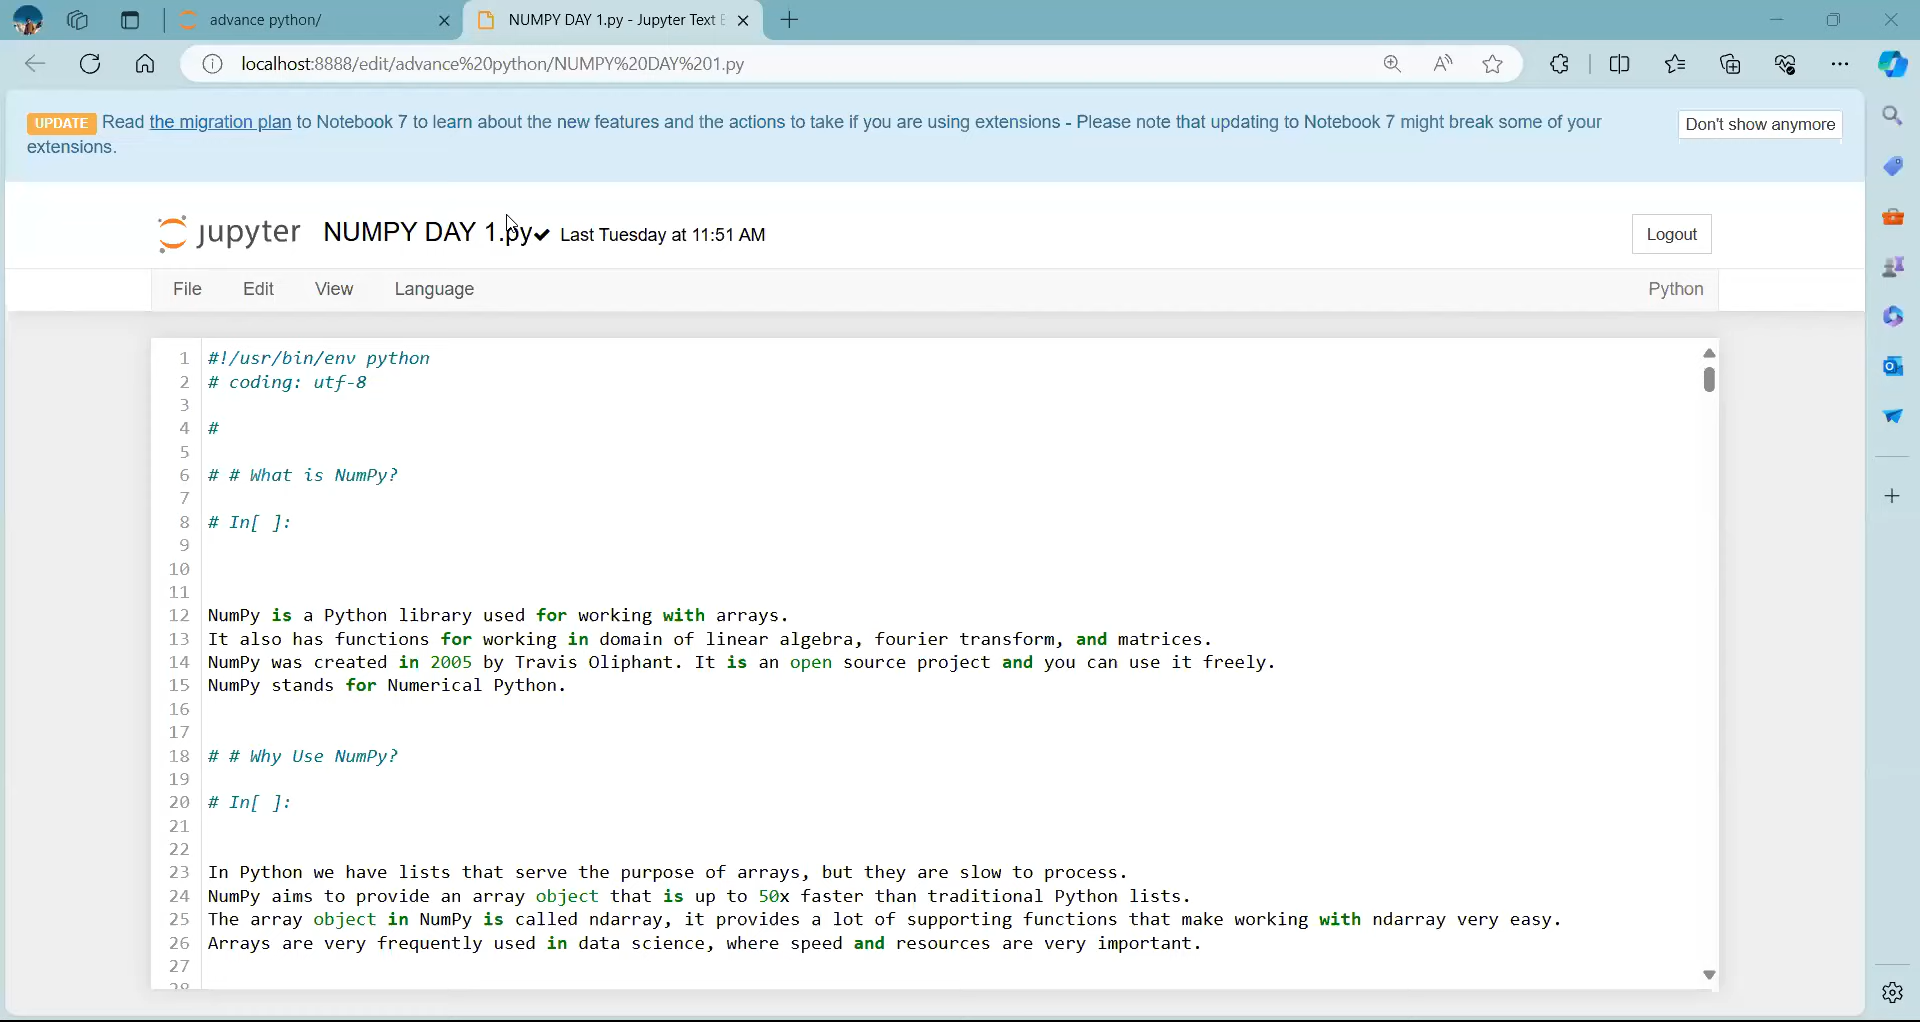 advance python/
NUMPY DAY 1.py - Jupyter Text E
localhost:8888/edit/advance%20python/NUMPY%20DAY%201.py
UPDATE Read the migration plan to Notebook 7 to learn about the new features and the actions to take if you are using extensions - Please note that updating to Notebook 7 might break some of your
extensions.
Don't show anymore
jupyter NUMPY DAY 1.py Last Tuesday at 11:51 AM
Logout
File Edit View Language Python
1 #!/usr/bin/env python
2 # coding: utf-8
3
4 #
5
6 # # What is NumPy?
7
8 # In[ ]:
9
10
11
12 NumPy is a Python library used for working with arrays.
13 It also has functions for working in domain of linear algebra, fourier transform, and matrices.
14 NumPy was created in 2005 by Travis Oliphant. It is an open source project and you can use it freely.
15 NumPy stands for Numerical Python.
16
17
18 # # Why Use NumPy?
19
20 # In[ ]:
21
22
23 In Python we have lists that serve the purpose of arrays, but they are slow to process.
24 NumPy aims to provide an array object that is up to 50x faster than traditional Python lists.
25 The array object in NumPy is called ndarray, it provides a lot of supporting functions that make working with ndarray very easy.
26 Arrays are very frequently used in data science, where speed and resources are very important.
27
28